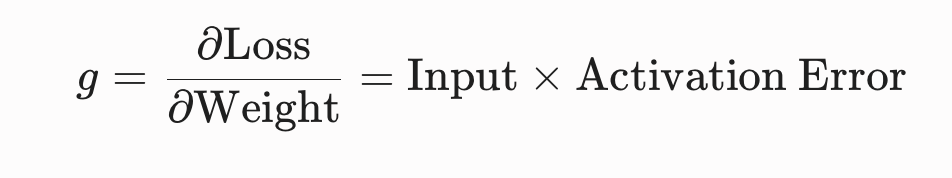 g = ∂Loss / ∂Weight = Input × Activation Error